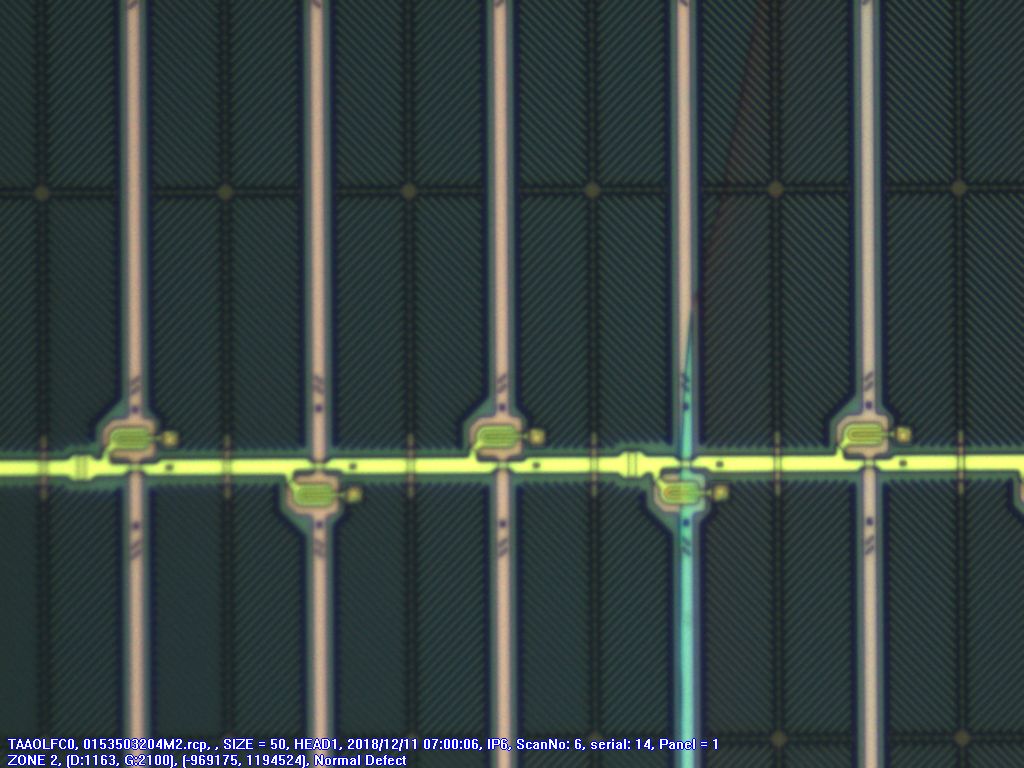 TAAOLFC0, 0153503204M2.rcp, , SIZE = 50, HEAD1, 2018/12/11 07:00:06, IP6, ScanNo: 6, serial: 14, Panel = 1
ZONE 2, (D:1163, G:2100), (-969175, 1194524), Normal Defect